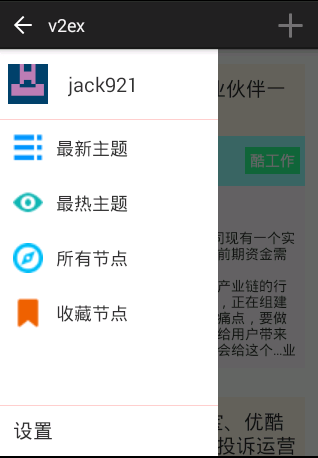 v2ex
jack921
最新主题
最热主题
所有节点
收藏节点
设置
业伙伴一
酷工作
司现有一个实
前期资金需
产业链的行
，正在组建
痛点，要做
给用户带来
会给这个...业
、优酷
投诉运营